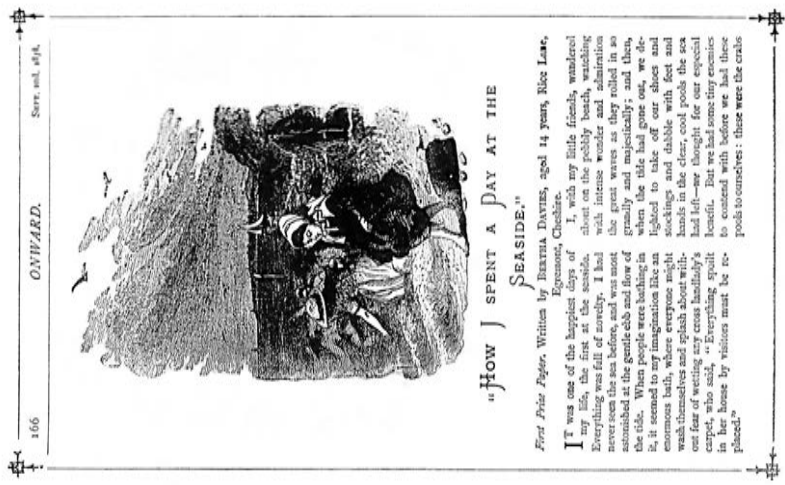 166 ONWARD. SEPT.
"HOW I SPENT A DAY AT THE
SEASIDE."
First Prize Paper. Written by BERTHA DAVIES, aged 14 years, Rice Lane,
Egremont, Cheshire.
IT was one of the happiest days of
my life, the first at the seaside.
Everything was full of novelty. I had
never seen the sea before, and was most
astonished at the gentle ebb and flow of
the tide. When people were bathing in
it, it seemed to my imagination like an
enormous bath, where everyone might
wash themselves and splash about with-
out fear of wetting any cross landlady's
carpet, who said, "Everything spoilt
in her house by visitors must be re-
placed."
I, with my little friends, wandered
about on the pebbly beach, watching
with intense wonder and admiration
the great waves as they rolled in so
grandly and majestically; and then,
when the tide had gone out, we de-
lighted to take off our shoes and
stockings and dabble with feet and
hands in the clear, cool pools the sea
had left—we thought for our especial
benefit. But we had some tiny enemies
to contend with before we had these
pools to ourselves: these were the crabs